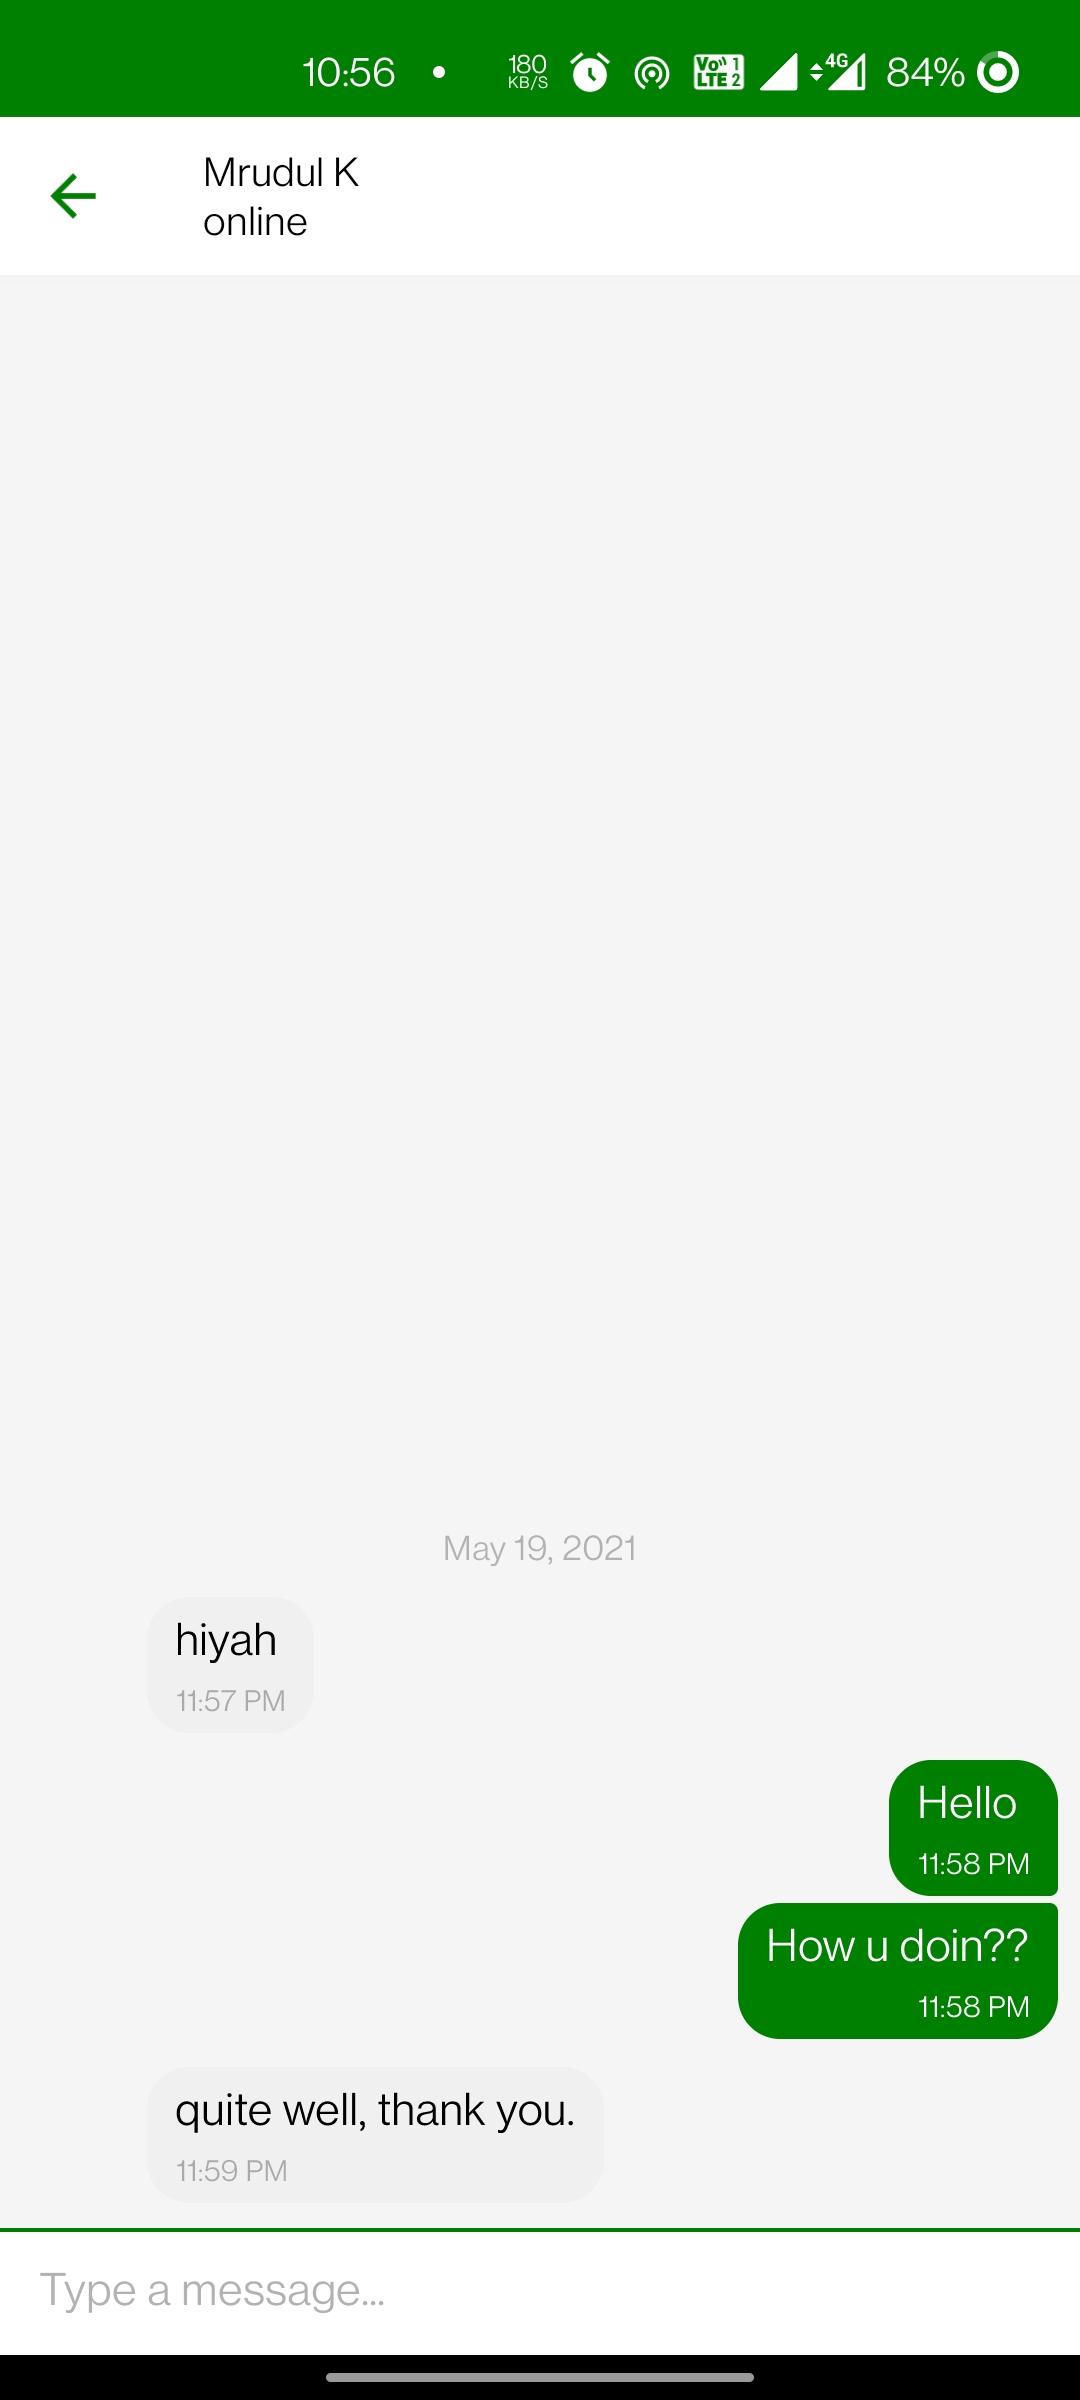 10:56 • 180 KB/S Vo LTE 1 2 4G 84%
Mrudul K
online
May 19, 2021
hiyah
11:57 PM
Hello
11:58 PM
How u doin??
11:58 PM
quite well, thank you.
11:59 PM
Type a message...